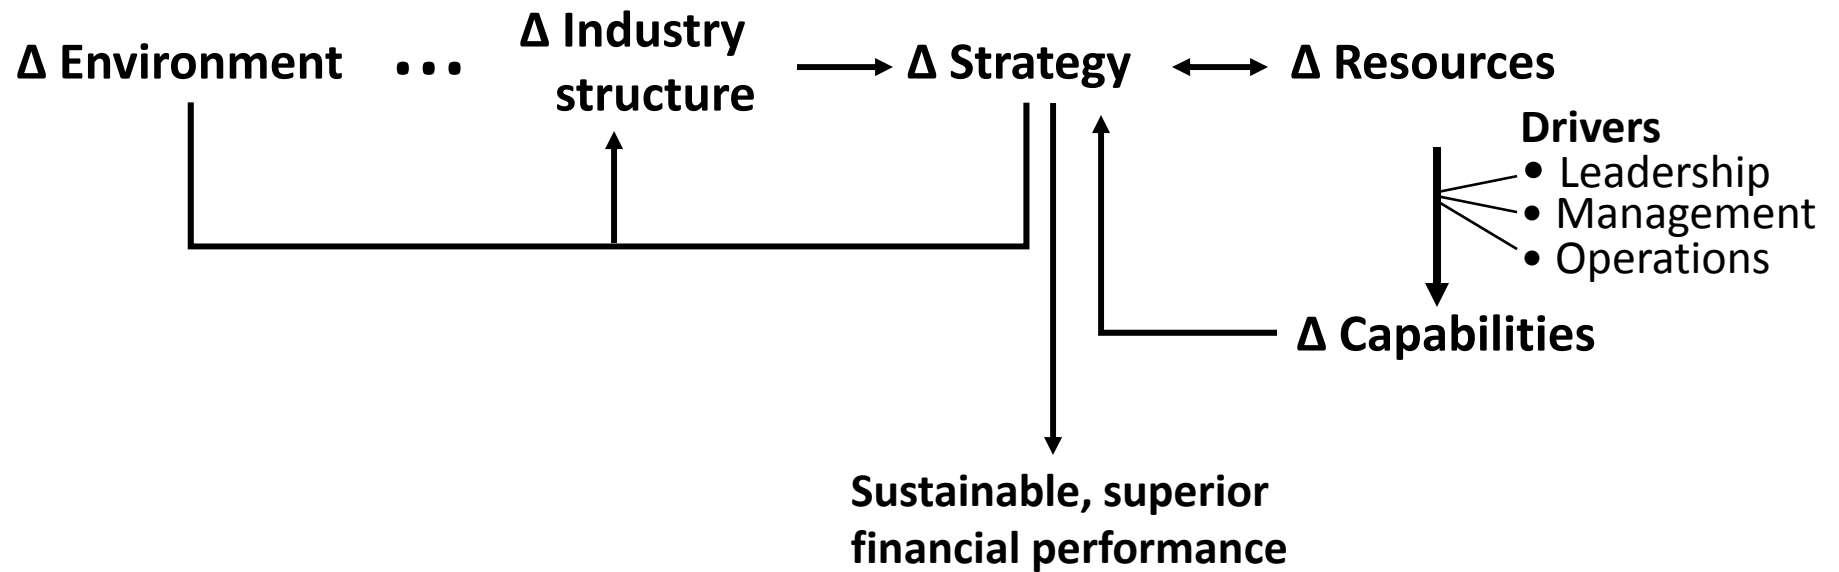 Δ Environment
...
Δ Industry
structure
Δ Strategy
Δ Resources
Drivers
• Leadership
• Management
• Operations
Δ Capabilities
Sustainable, superior
financial performance